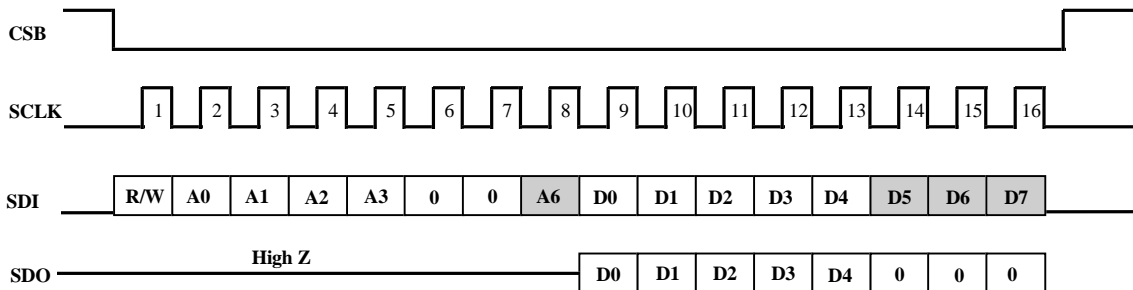 CSB
SCLK 1 2 3 4 5 6 7 8 9 10 11 12 13 14 15 16
SDI R/W A0 A1 A2 A3 0 0 A6 D0 D1 D2 D3 D4 D5 D6 D7
High Z
SDO D0 D1 D2 D3 D4 0 0 0